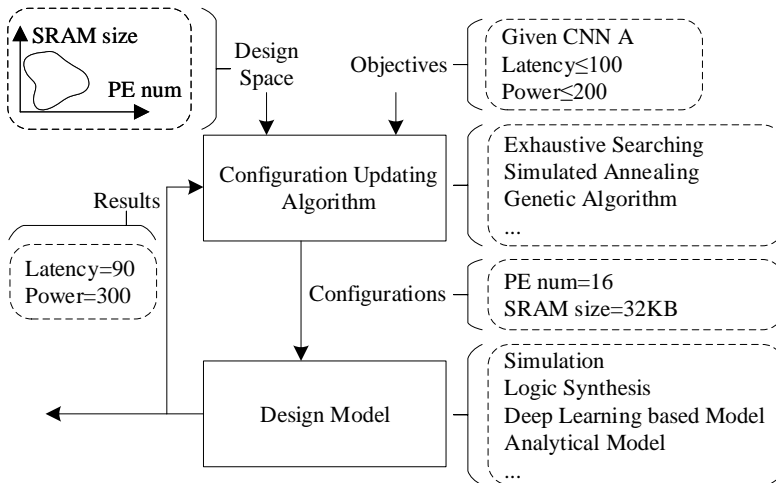 SRAM size
PE num
Design
Space
Objectives
Given CNN A
Latency≤100
Power≤200
Configuration Updating
Algorithm
Exhaustive Searching
Simulated Annealing
Genetic Algorithm
...
Results
Latency=90
Power=300
Configurations
PE num=16
SRAM size=32KB
Design Model
Simulation
Logic Synthesis
Deep Learning based Model
Analytical Model
...